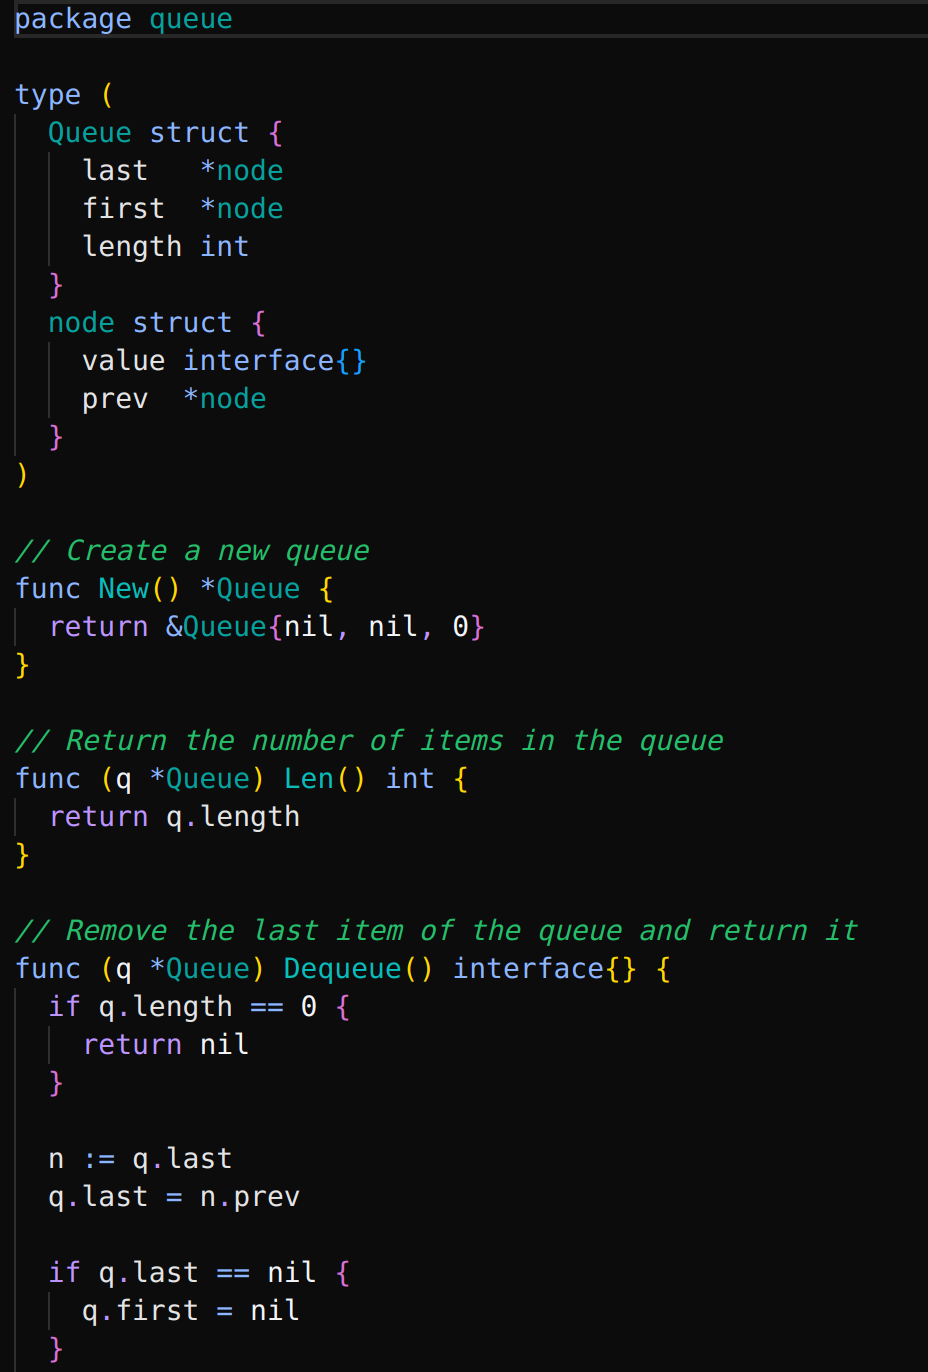 package queue

type (
  Queue struct {
    last   *node
    first  *node
    length int
  }
  node struct {
    value interface{}
    prev  *node
  }
)

// Create a new queue
func New() *Queue {
  return &Queue{nil, nil, 0}
}

// Return the number of items in the queue
func (q *Queue) Len() int {
  return q.length
}

// Remove the last item of the queue and return it
func (q *Queue) Dequeue() interface{} {
  if q.length == 0 {
    return nil
  }

  n := q.last
  q.last = n.prev

  if q.last == nil {
    q.first = nil
  }